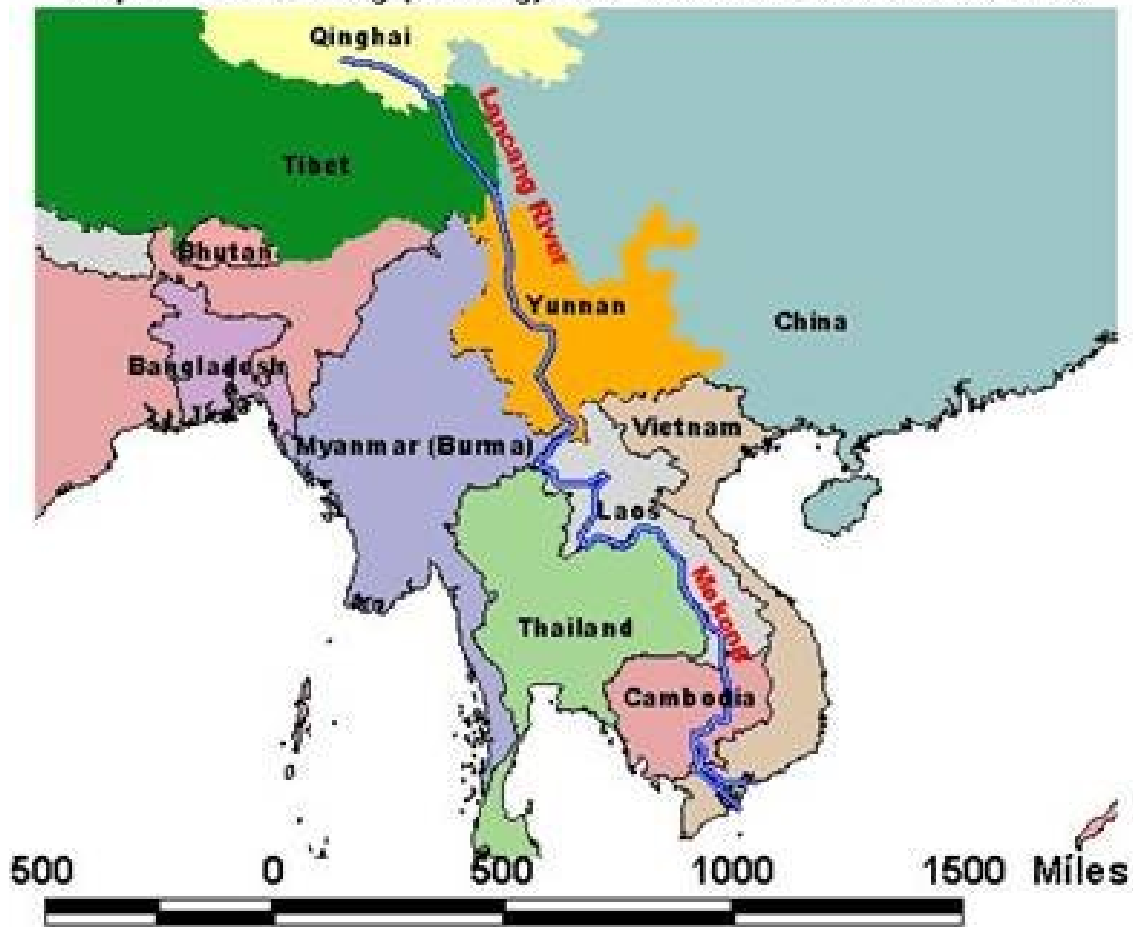 Qinghai
Lancang River
Tibet
Bhutan
Yunnan
China
Bangladesh
Vietnam
Myanmar (Burma)
Laos
Mekong
Thailand
Cambodia
500 0 500 1000 1500 Miles